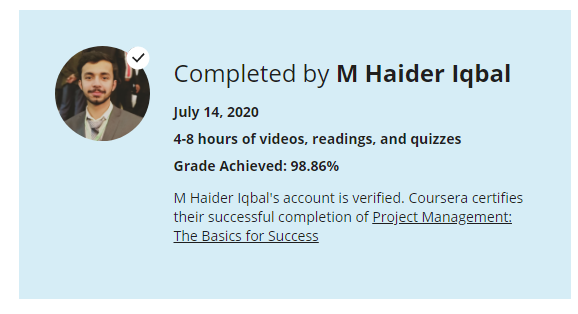 Completed by M Haider Iqbal
July 14, 2020
4-8 hours of videos, readings, and quizzes
Grade Achieved: 98.86%
M Haider Iqbal's account is verified. Coursera certifies
their successful completion of Project Management:
The Basics for Success